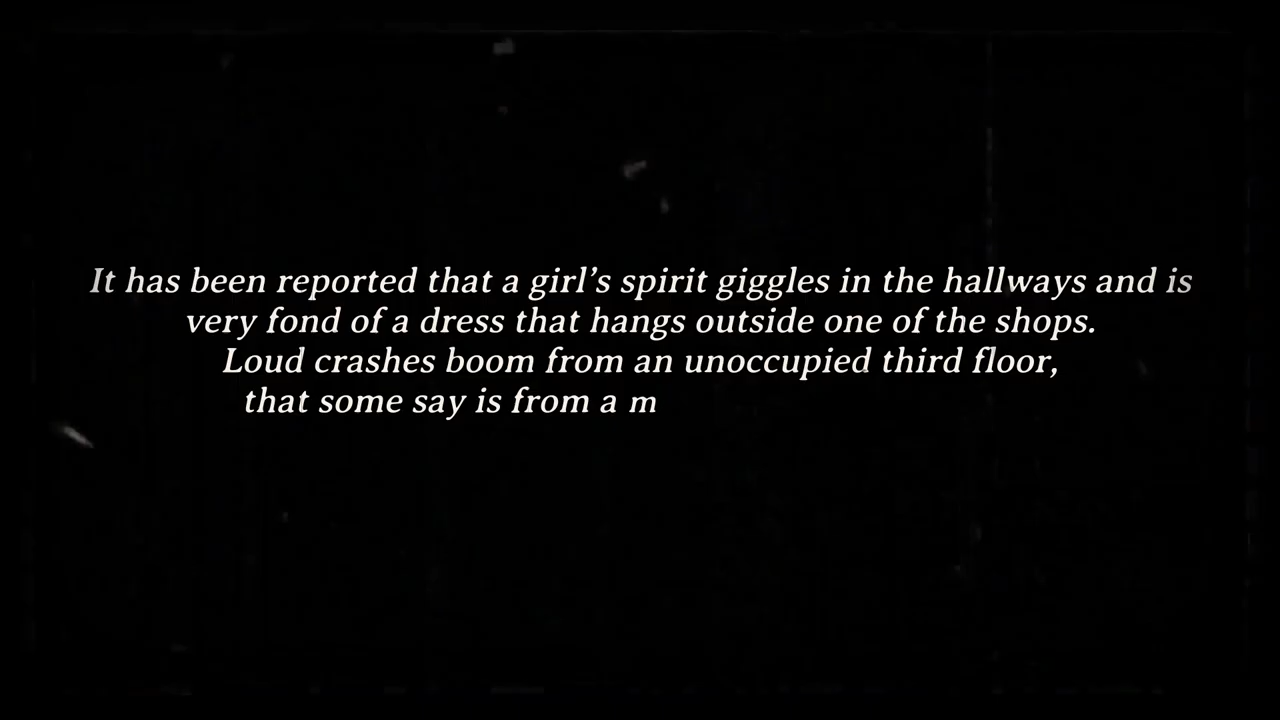 It has been reported that a girl’s spirit giggles in the hallways and is
very fond of a dress that hangs outside one of the shops.
Loud crashes boom from an unoccupied third floor,
that some say is from a m